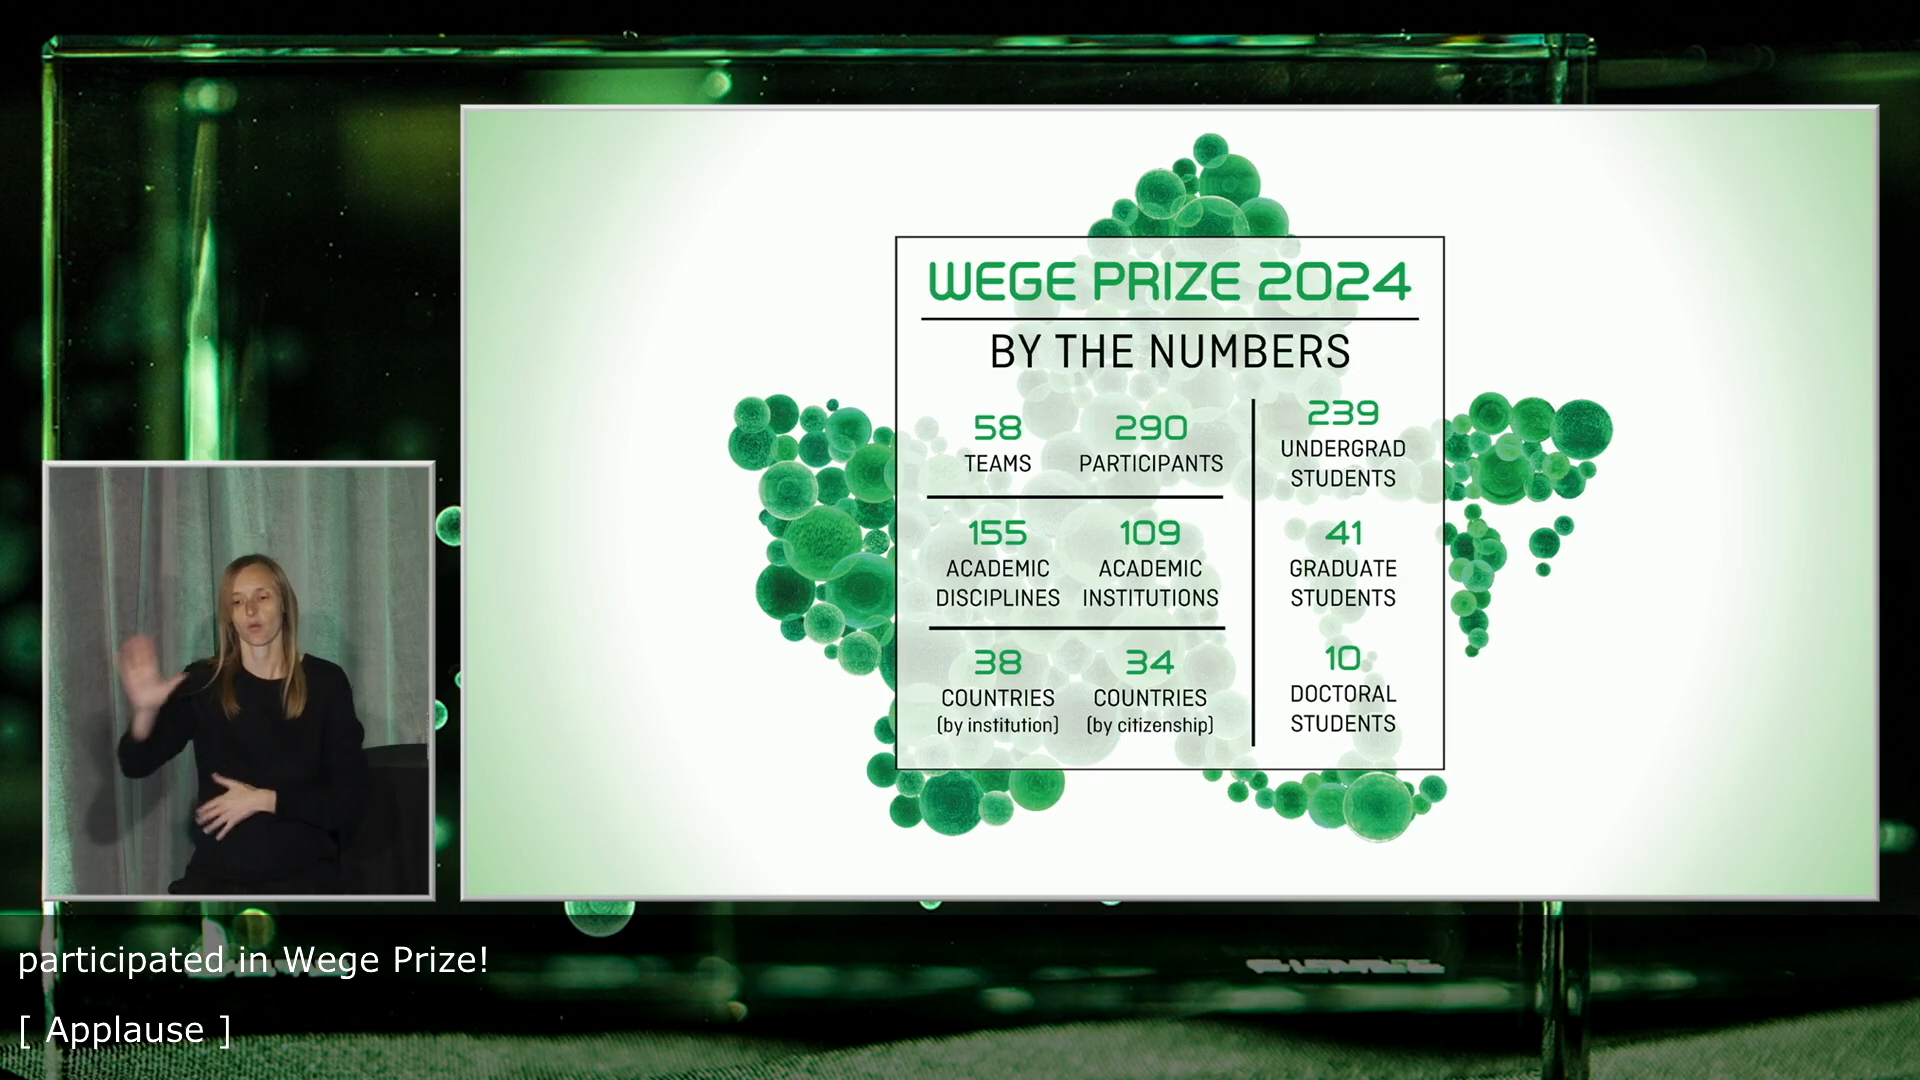 WEGE PRIZE 2024
BY THE NUMBERS
58
TEAMS
290
PARTICIPANTS
155
ACADEMIC
DISCIPLINES
109
ACADEMIC
INSTITUTIONS
38
COUNTRIES
(by institution)
34
COUNTRIES
(by citizenship)
239
UNDERGRAD
STUDENTS
41
GRADUATE
STUDENTS
10
DOCTORAL
STUDENTS
participated in Wege Prize!
[ Applause ]